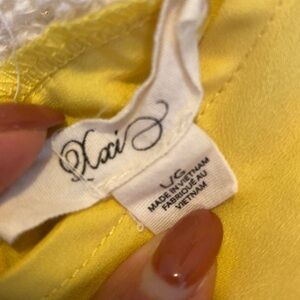 Xxi
L/G
MADE IN VIETNAM
FABRIQUÉ AU
VIETNAM